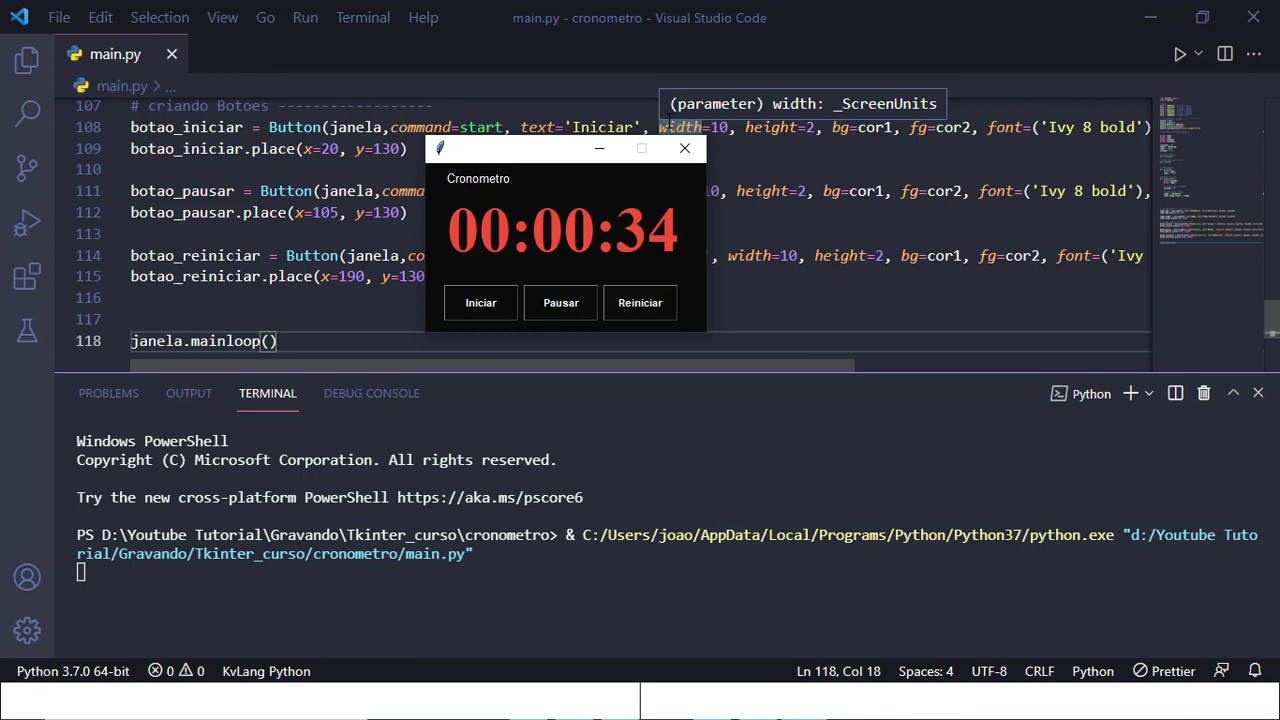 File Edit Selection View Go Run Terminal Help main.py - cronometro - Visual Studio Code
main.py
main.py > ...
(parameter) width: _ScreenUnits
107 # criando Botoes ------------------
108 botao_iniciar = Button(janela,command=start, text='Iniciar', width=10, height=2, bg=cor1, fg=cor2, font=('Ivy 8 bold')
109 botao_iniciar.place(x=20, y=130)
110
111 botao_pausar = Button(janela,comma 10, height=2, bg=cor1, fg=cor2, font=('Ivy 8 bold'),
112 botao_pausar.place(x=105, y=130)
113
114 botao_reiniciar = Button(janela,co ', width=10, height=2, bg=cor1, fg=cor2, font=('Ivy
115 botao_reiniciar.place(x=190, y=130
116
117
118 janela.mainloop()
Cronometro
00:00:34
Iniciar Pausar Reiniciar
PROBLEMS OUTPUT TERMINAL DEBUG CONSOLE Python
Windows PowerShell
Copyright (C) Microsoft Corporation. All rights reserved.
Try the new cross-platform PowerShell https://aka.ms/pscore6
PS D:\Youtube Tutorial\Gravando\Tkinter_curso\cronometro> & C:/Users/joao/AppData/Local/Programs/Python/Python37/python.exe "d:/Youtube Tuto
rial/Gravando/Tkinter_curso/cronometro/main.py"
Python 3.7.0 64-bit 0 0 KvLang Python Ln 118, Col 18 Spaces: 4 UTF-8 CRLF Python Prettier